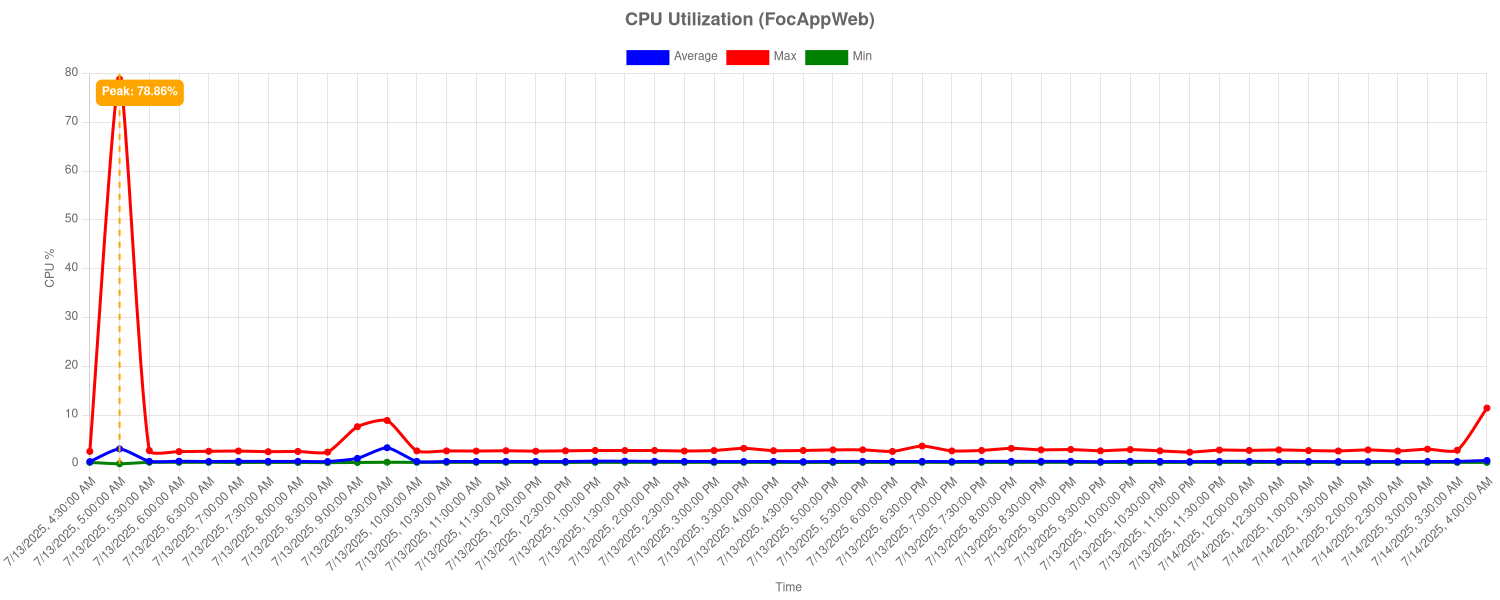 CPU Utilization (FocAppWeb)
Average Max Min
80
Peak: 78.86%
70
60
50
40
30
20
10
0
CPU %
7/13/2025, 4:30:00 AM
7/13/2025, 5:00:00 AM
7/13/2025, 5:30:00 AM
7/13/2025, 6:00:00 AM
7/13/2025, 6:30:00 AM
7/13/2025, 7:00:00 AM
7/13/2025, 7:30:00 AM
7/13/2025, 8:00:00 AM
7/13/2025, 8:30:00 AM
7/13/2025, 9:00:00 AM
7/13/2025, 9:30:00 AM
7/13/2025, 10:00:00 AM
7/13/2025, 10:30:00 AM
7/13/2025, 11:00:00 AM
7/13/2025, 11:30:00 AM
7/13/2025, 12:00:00 PM
7/13/2025, 12:30:00 PM
7/13/2025, 1:00:00 PM
7/13/2025, 1:30:00 PM
7/13/2025, 2:00:00 PM
7/13/2025, 2:30:00 PM
7/13/2025, 3:00:00 PM
7/13/2025, 3:30:00 PM
7/13/2025, 4:00:00 PM
7/13/2025, 4:30:00 PM
7/13/2025, 5:00:00 PM
7/13/2025, 5:30:00 PM
7/13/2025, 6:00:00 PM
7/13/2025, 6:30:00 PM
7/13/2025, 7:00:00 PM
7/13/2025, 7:30:00 PM
7/13/2025, 8:00:00 PM
7/13/2025, 8:30:00 PM
7/13/2025, 9:00:00 PM
7/13/2025, 9:30:00 PM
7/13/2025, 10:00:00 PM
7/13/2025, 10:30:00 PM
7/13/2025, 11:00:00 PM
7/13/2025, 11:30:00 PM
7/14/2025, 12:00:00 AM
7/14/2025, 12:30:00 AM
7/14/2025, 1:00:00 AM
7/14/2025, 1:30:00 AM
7/14/2025, 2:00:00 AM
7/14/2025, 2:30:00 AM
7/14/2025, 3:00:00 AM
7/14/2025, 3:30:00 AM
7/14/2025, 4:00:00 AM
Time